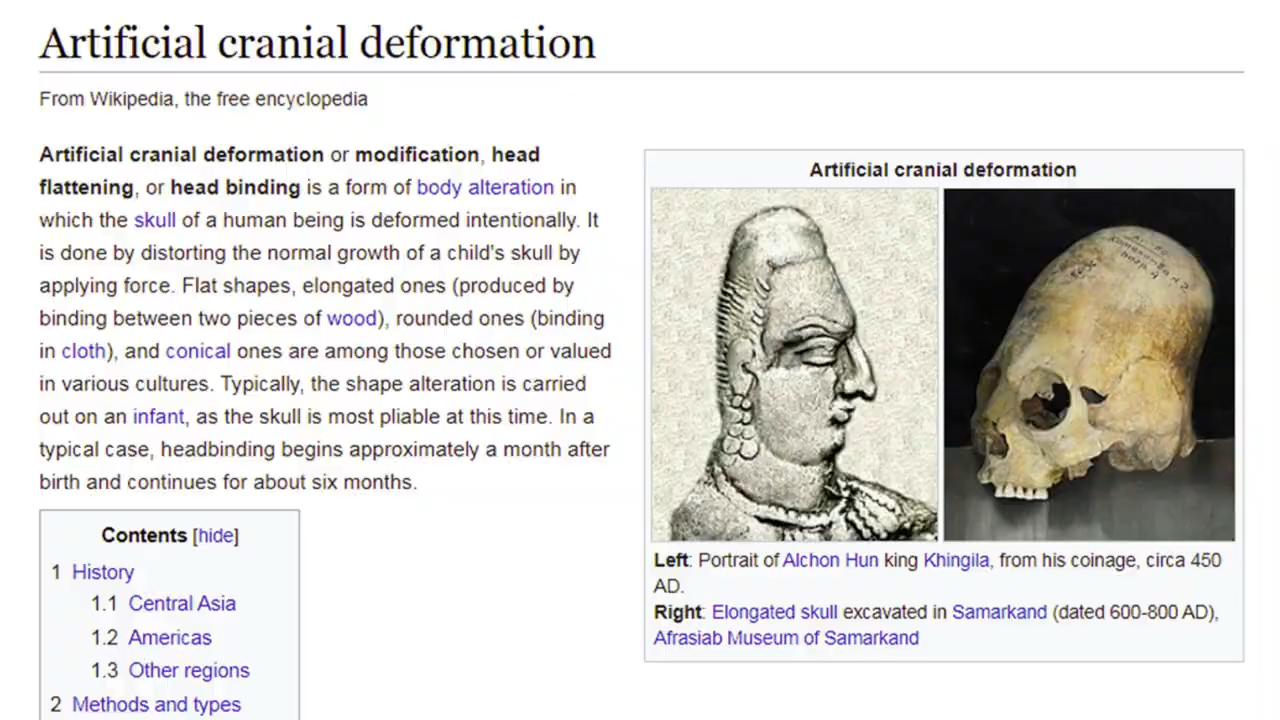 Artificial cranial deformation
From Wikipedia, the free encyclopedia
Artificial cranial deformation or modification, head
flattening, or head binding is a form of body alteration in
which the skull of a human being is deformed intentionally. It
is done by distorting the normal growth of a child's skull by
applying force. Flat shapes, elongated ones (produced by
binding between two pieces of wood), rounded ones (binding
in cloth), and conical ones are among those chosen or valued
in various cultures. Typically, the shape alteration is carried
out on an infant, as the skull is most pliable at this time. In a
typical case, headbinding begins approximately a month after
birth and continues for about six months.
Contents [hide]
1 History
1.1 Central Asia
1.2 Americas
1.3 Other regions
2 Methods and types
Artificial cranial deformation
Left: Portrait of Alchon Hun king Khingila, from his coinage, circa 450
AD.
Right: Elongated skull excavated in Samarkand (dated 600-800 AD),
Afrasiab Museum of Samarkand